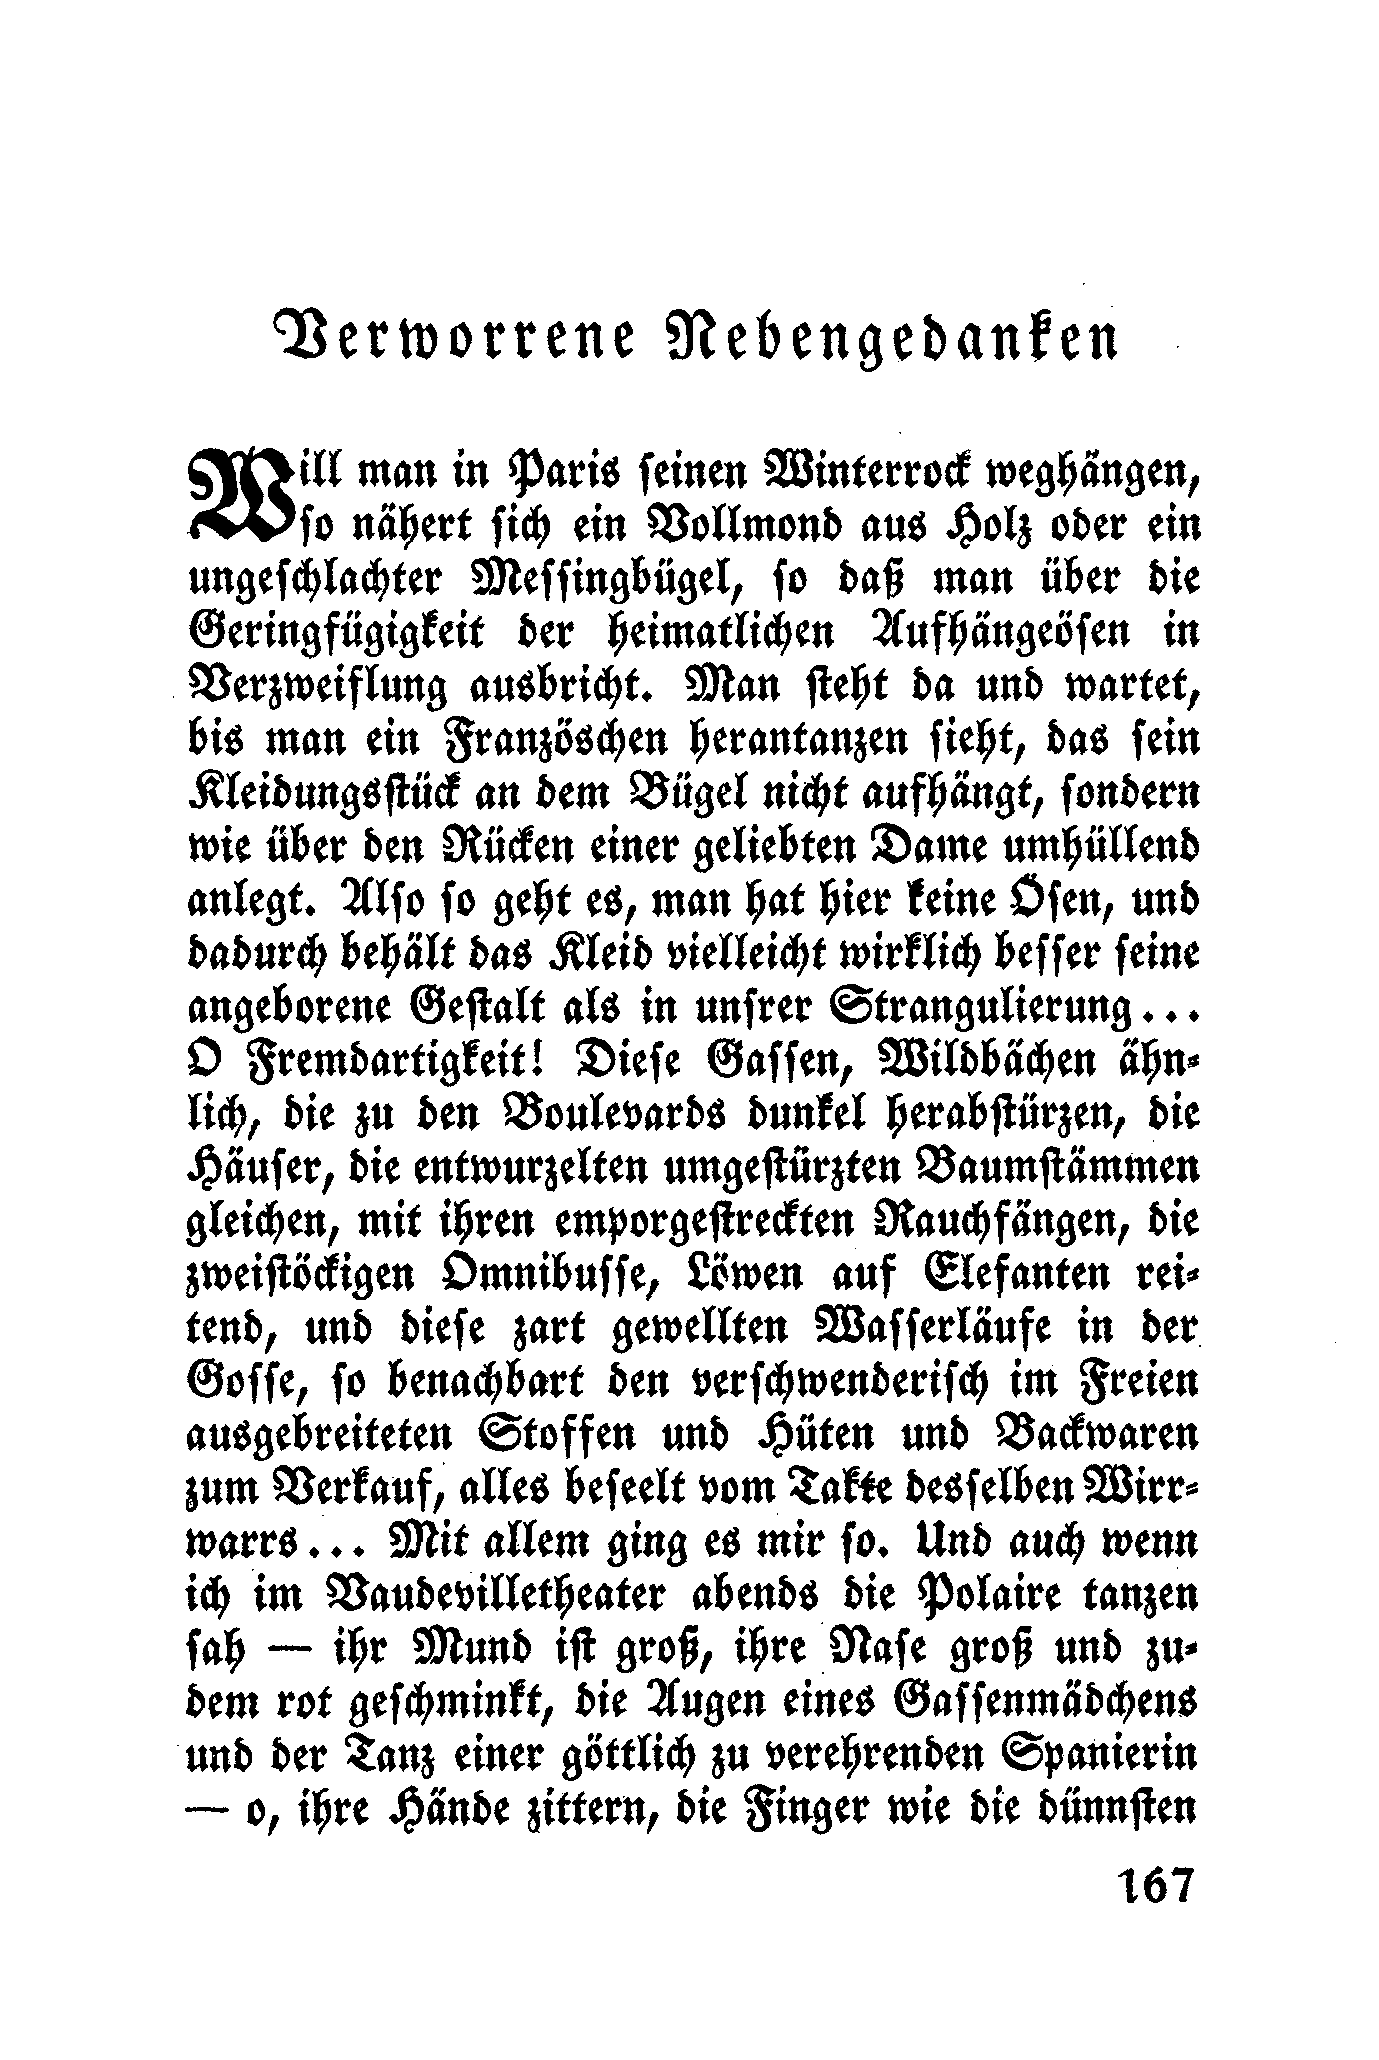 Verworrene Nebengedanken
Will man in Paris seinen Winterrock weghängen,
so nähert sich ein Vollmond aus Holz oder ein
ungeschlachter Messingbügel, so daß man über die
Geringfügigkeit der heimatlichen Aufhängeösen in
Verzweiflung ausbricht. Man steht da und wartet,
bis man ein Französchen herantanzen sieht, das sein
Kleidungsstück an dem Bügel nicht aufhängt, sondern
wie über den Rücken einer geliebten Dame umhüllend
anlegt. Also so geht es, man hat hier keine Ösen, und
dadurch behält das Kleid vielleicht wirklich besser seine
angeborene Gestalt als in unsrer Strangulierung...
O Fremdartigkeit! Diese Gassen, Wildbächen ähn-
lich, die zu den Boulevards dunkel herabstürzen, die
Häuser, die entwurzelten umgestürzten Baumstämmen
gleichen, mit ihren emporgestreckten Rauchfängen, die
zweistöckigen Omnibusse, Löwen auf Elefanten rei-
tend, und diese zart gewellten Wasserläufe in der
Gosse, so benachbart den verschwenderisch im Freien
ausgebreiteten Stoffen und Hüten und Backwaren
zum Verkauf, alles beseelt vom Takte desselben Wirr-
warrs... Mit allem ging es mir so. Und auch wenn
ich im Vaudevilletheater abends die Polaire tanzen
sah — ihr Mund ist groß, ihre Nase groß und zu-
dem rot geschminkt, die Augen eines Gassenmädchens
und der Tanz einer göttlich zu verehrenden Spanierin
— o, ihre Hände zittern, die Finger wie die dünnsten
167